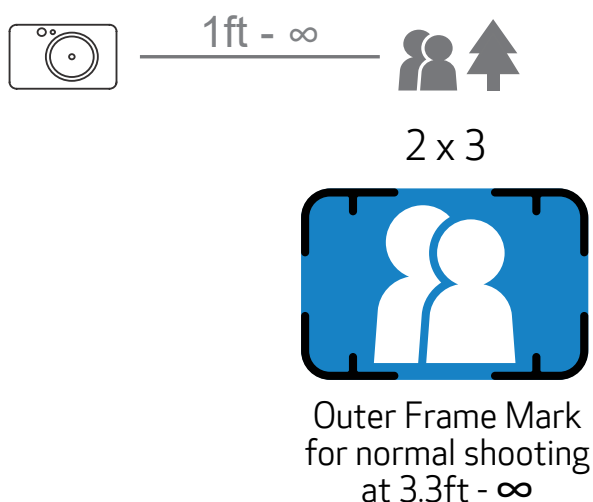 1ft - ∞
2 x 3
Outer Frame Mark
for normal shooting
at 3.3ft - ∞